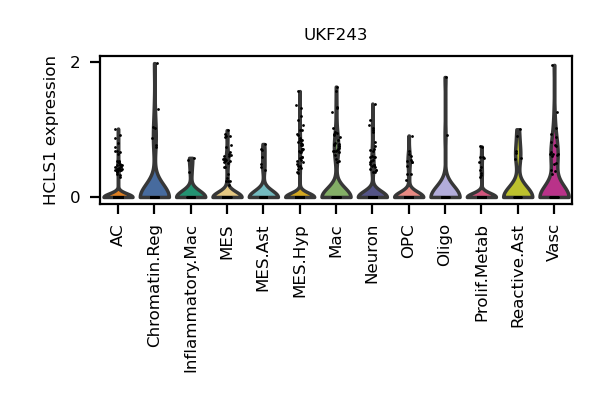 UKF243
HCLS1 expression
2
0
AC
Chromatin.Reg
Inflammatory.Mac
MES
MES.Ast
MES.Hyp
Mac
Neuron
OPC
Oligo
Prolif.Metab
Reactive.Ast
Vasc